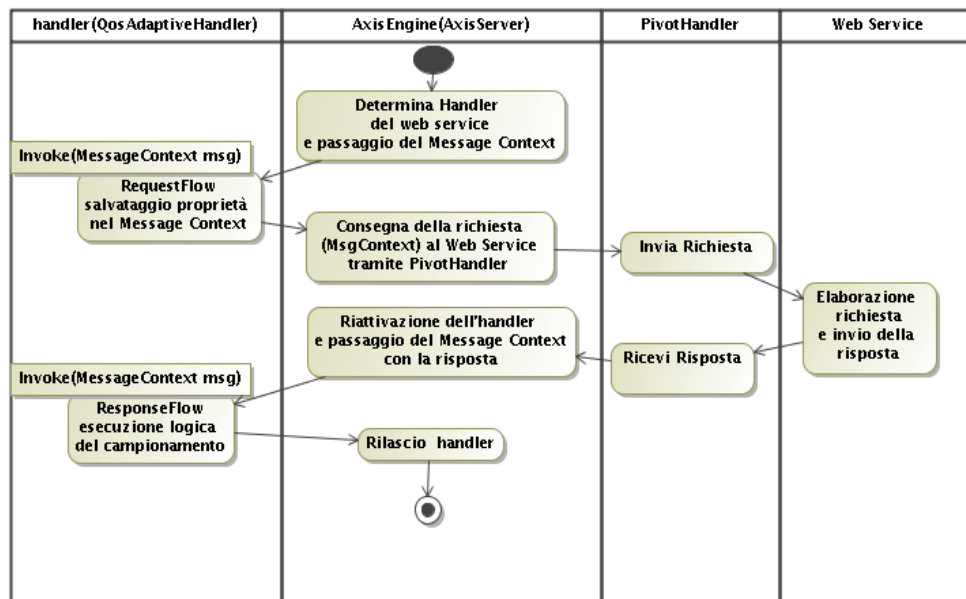 handler(QosAdaptiveHandler)
AxisEngine(AxisServer)
PivotHandler
Web Service
Determina Handler
del web service
e passaggio del Message Context
Invoke(MessageContext msg)
RequestFlow
salvataggio proprietà
nel Message Context
Consegna della richiesta
(MsgContext) al Web Service
tramite PivotHandler
Invia Richiesta
Elaborazione
richiesta
e invio della
risposta
Ricevi Risposta
Riattivazione dell'handler
e passaggio del Message Context
con la risposta
Invoke(MessageContext msg)
ResponseFlow
esecuzione logica
del campionamento
Rilascio handler